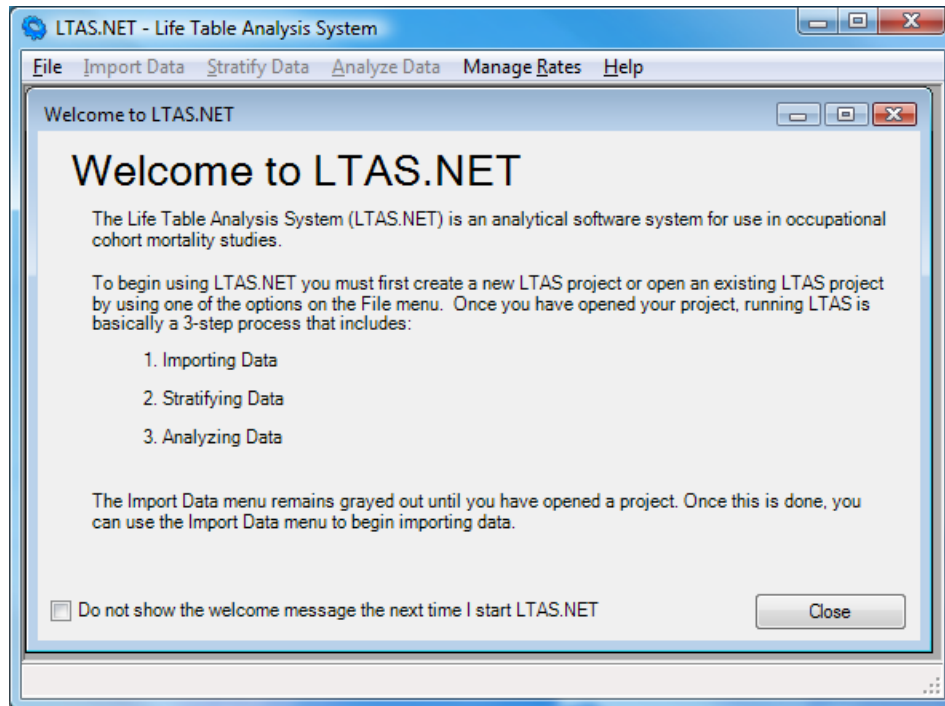 LTAS.NET - Life Table Analysis System
File Import Data Stratify Data Analyze Data Manage Rates Help
Welcome to LTAS.NET
Welcome to LTAS.NET
The Life Table Analysis System (LTAS.NET) is an analytical software system for use in occupational
cohort mortality studies.
To begin using LTAS.NET you must first create a new LTAS project or open an existing LTAS project
by using one of the options on the File menu.  Once you have opened your project, running LTAS is
basically a 3-step process that includes:
1. Importing Data
2. Stratifying Data
3. Analyzing Data
The Import Data menu remains grayed out until you have opened a project. Once this is done, you
can use the Import Data menu to begin importing data.
Do not show the welcome message the next time I start LTAS.NET
Close